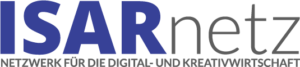 ISARnetz
NETZWERK FÜR DIE DIGITAL- UND KREATIVWIRTSCHAFT